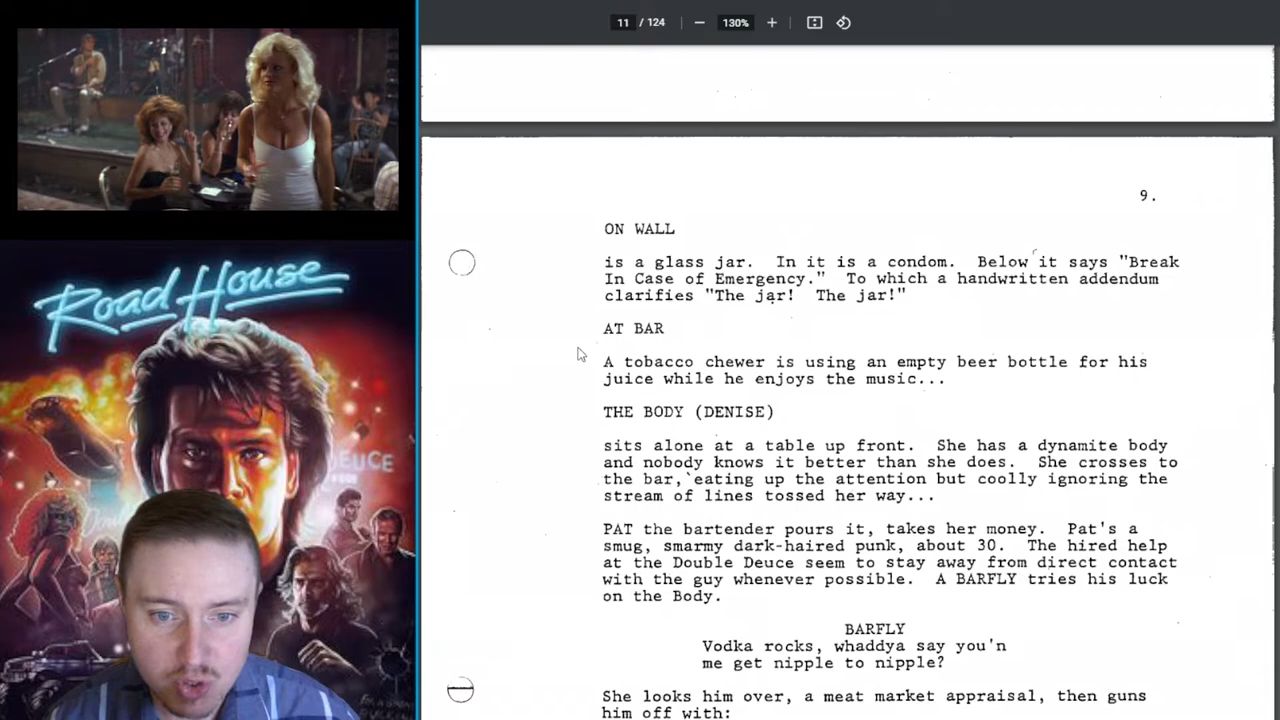 11 / 124
130%
Road House
DEUCE
9.
ON WALL
is a glass jar. In it is a condom. Below it says "Break
In Case of Emergency." To which a handwritten addendum
clarifies "The jar! The jar!"
AT BAR
A tobacco chewer is using an empty beer bottle for his
juice while he enjoys the music...
THE BODY (DENISE)
sits alone at a table up front. She has a dynamite body
and nobody knows it better than she does. She crosses to
the bar, eating up the attention but coolly ignoring the
stream of lines tossed her way...
PAT the bartender pours it, takes her money. Pat's a
smug, smarmy dark-haired punk, about 30. The hired help
at the Double Deuce seem to stay away from direct contact
with the guy whenever possible. A BARFLY tries his luck
on the Body.
BARFLY
Vodka rocks, whaddya say you'n
me get nipple to nipple?
She looks him over, a meat market appraisal, then guns
him off with: